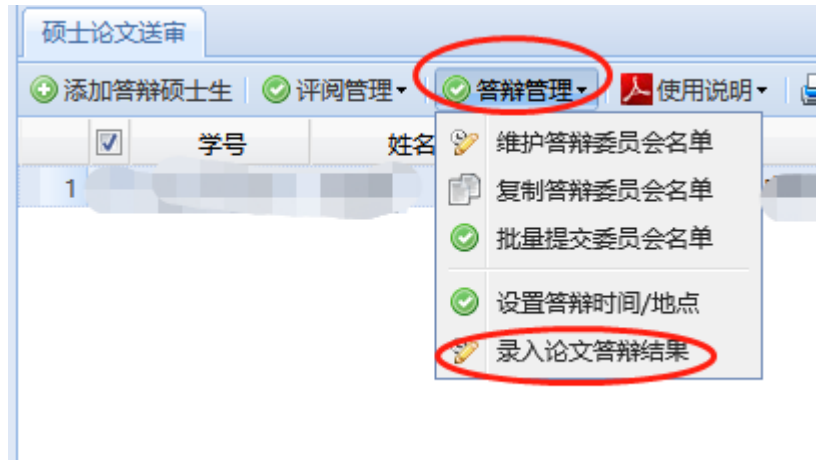 硕士论文送审
添加答辩硕士生 评阅管理 答辩管理 使用说明
学号 姓名
1
维护答辩委员会名单
复制答辩委员会名单
批量提交委员会名单
设置答辩时间/地点
录入论文答辩结果